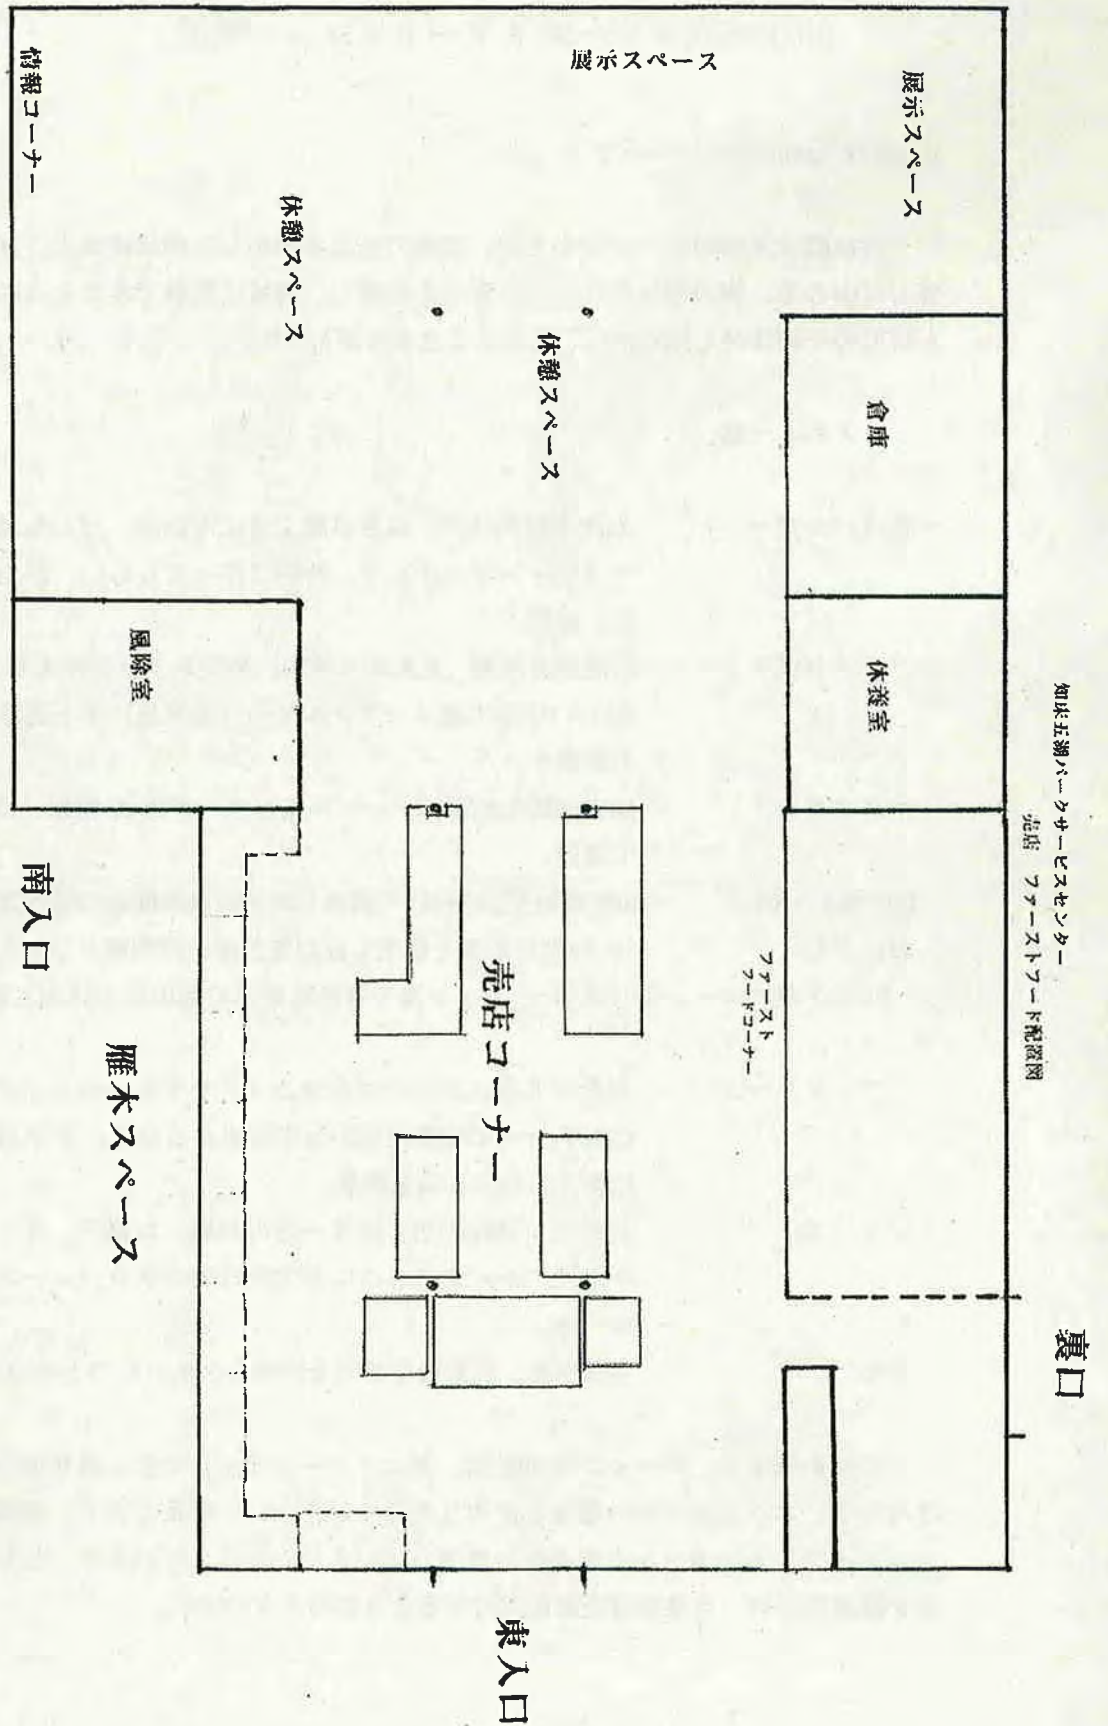 知床五湖パークサービスセンター
売店　ファーストフード配置図
展示スペース
展示スペース
情報コーナー
休憩スペース
休憩スペース
倉庫
休養室
風除室
ファースト
フードコーナー
売店コーナー
南入口
雁木スペース
裏口
東入口